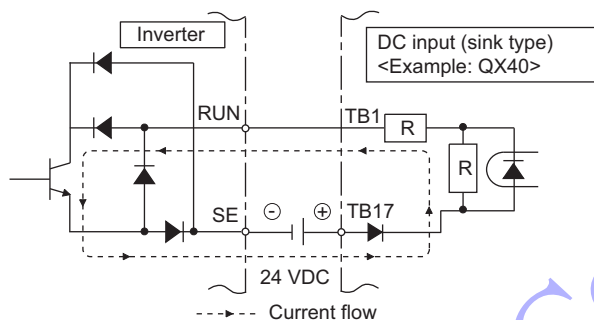 Inverter
DC input (sink type)
<Example: QX40>
RUN
TB1
R
R
SE
⊖
⊕
TB17
24 VDC
Current flow